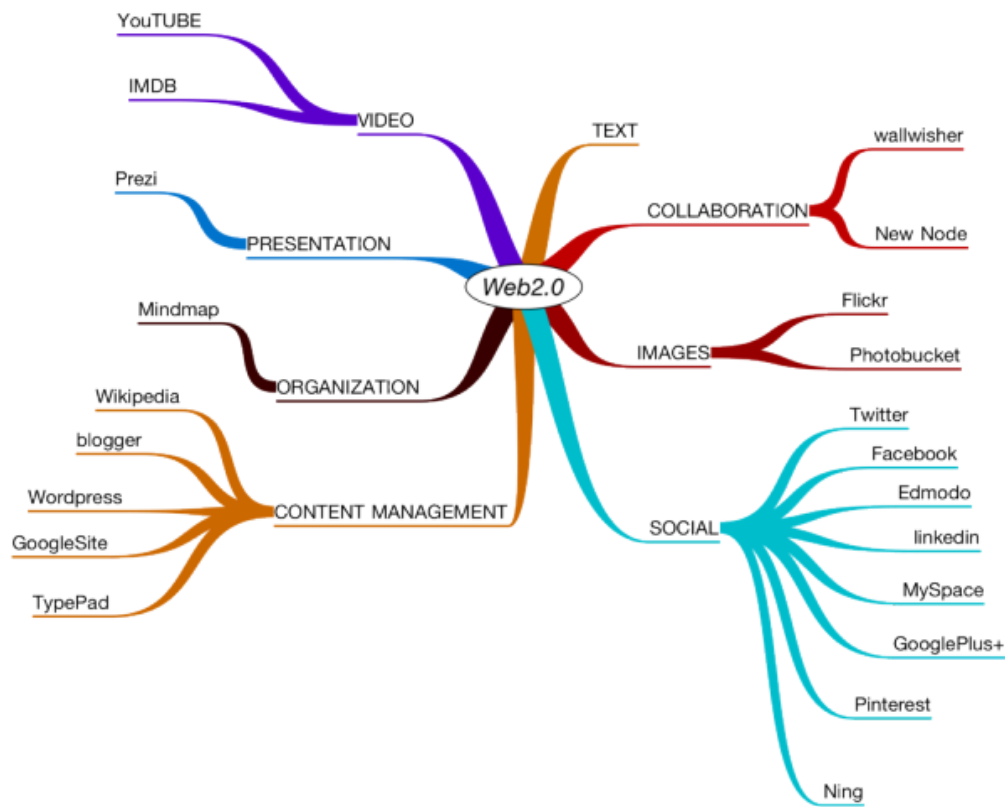 YouTUBE
IMDB
VIDEO
Prezi
PRESENTATION
Mindmap
ORGANIZATION
Wikipedia
blogger
Wordpress
GoogleSite
TypePad
CONTENT MANAGEMENT
Web2.0
TEXT
COLLABORATION
wallwisher
New Node
IMAGES
Flickr
Photobucket
SOCIAL
Twitter
Facebook
Edmodo
linkedin
MySpace
GooglePlus+
Pinterest
Ning